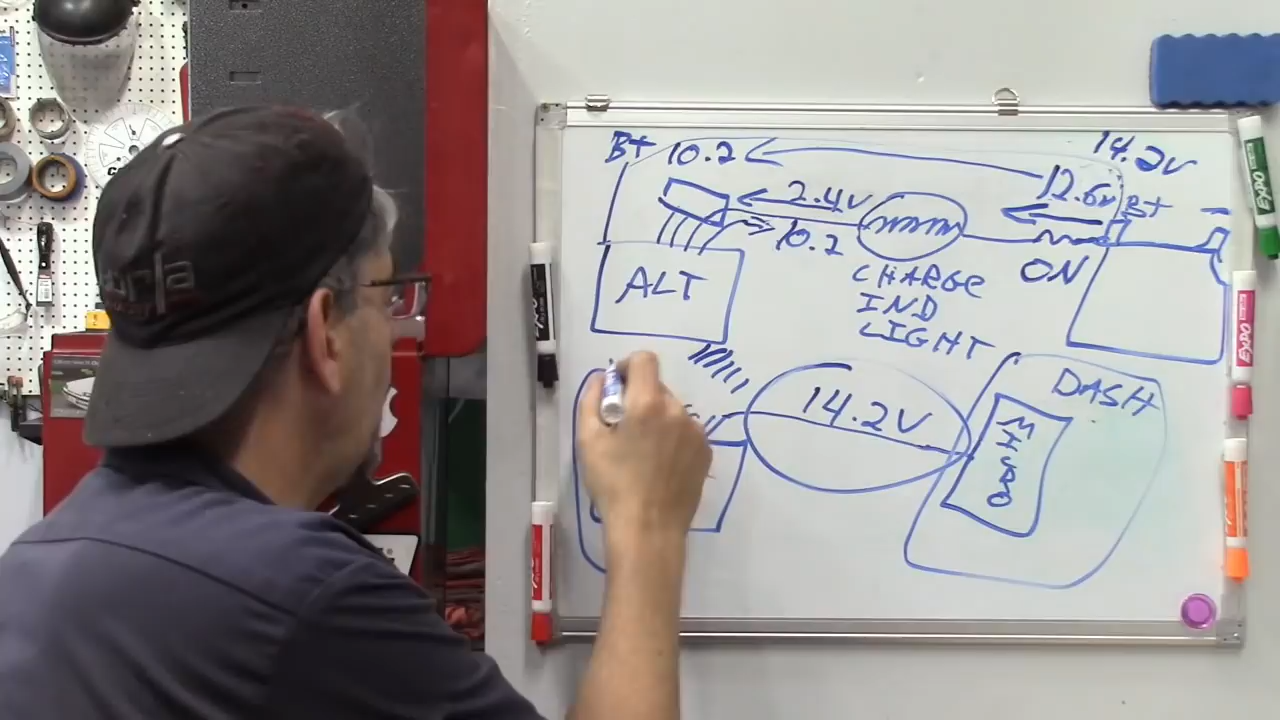 14.2V
B+ 10.2
12.6v
B+
-
2.4V
10.2
ON
ALT
CHARGE
IND
LIGHT
DASH
14.2V
EXPO
EXPO
EXPO